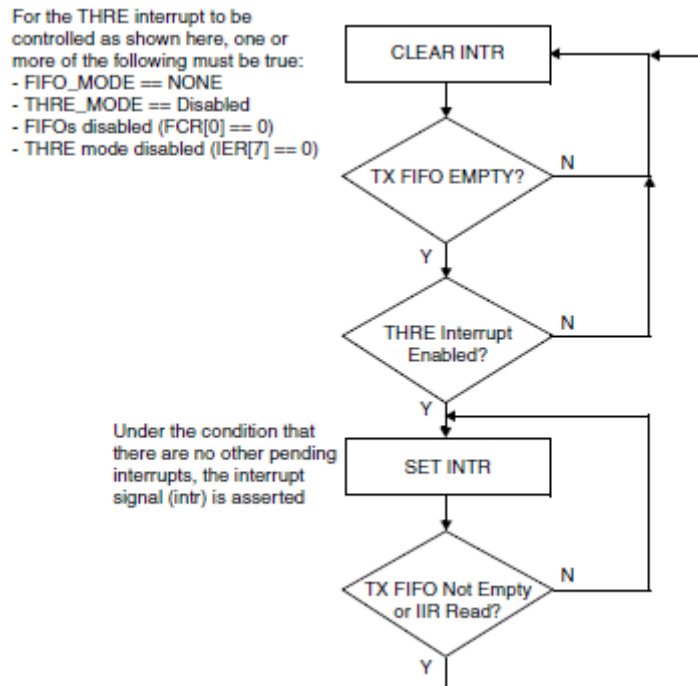 For the THRE interrupt to be
controlled as shown here, one or
more of the following must be true:
- FIFO_MODE == NONE
- THRE_MODE == Disabled
- FIFOs disabled (FCR[0] == 0)
- THRE mode disabled (IER[7] == 0)
CLEAR INTR
TX FIFO EMPTY?
N
Y
THRE Interrupt
Enabled?
N
Y
Under the condition that
there are no other pending
interrupts, the interrupt
signal (intr) is asserted
SET INTR
TX FIFO Not Empty
or IIR Read?
N
Y